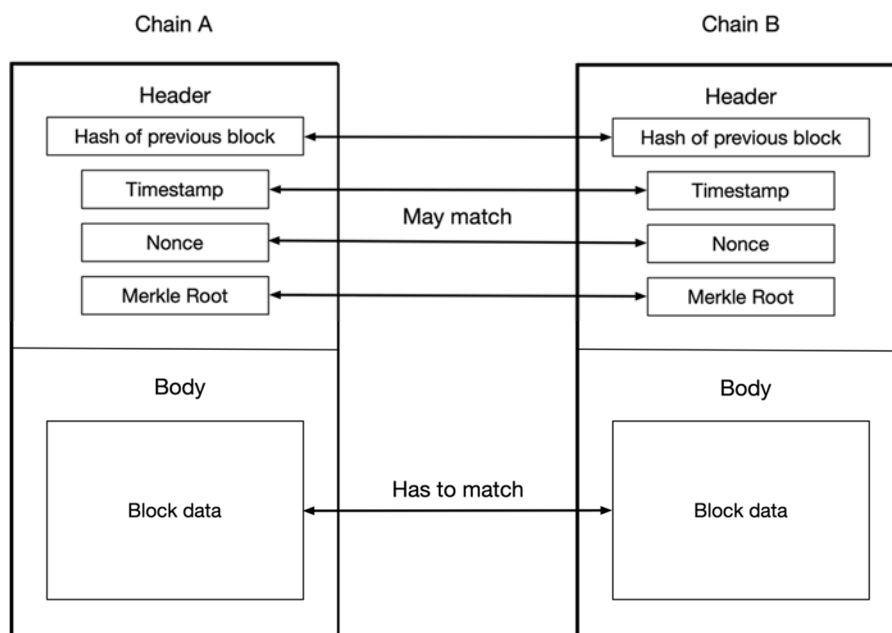 Chain A
Chain B
Header
Header
Hash of previous block
Hash of previous block
Timestamp
Timestamp
May match
Nonce
Nonce
Merkle Root
Merkle Root
Body
Body
Has to match
Block data
Block data